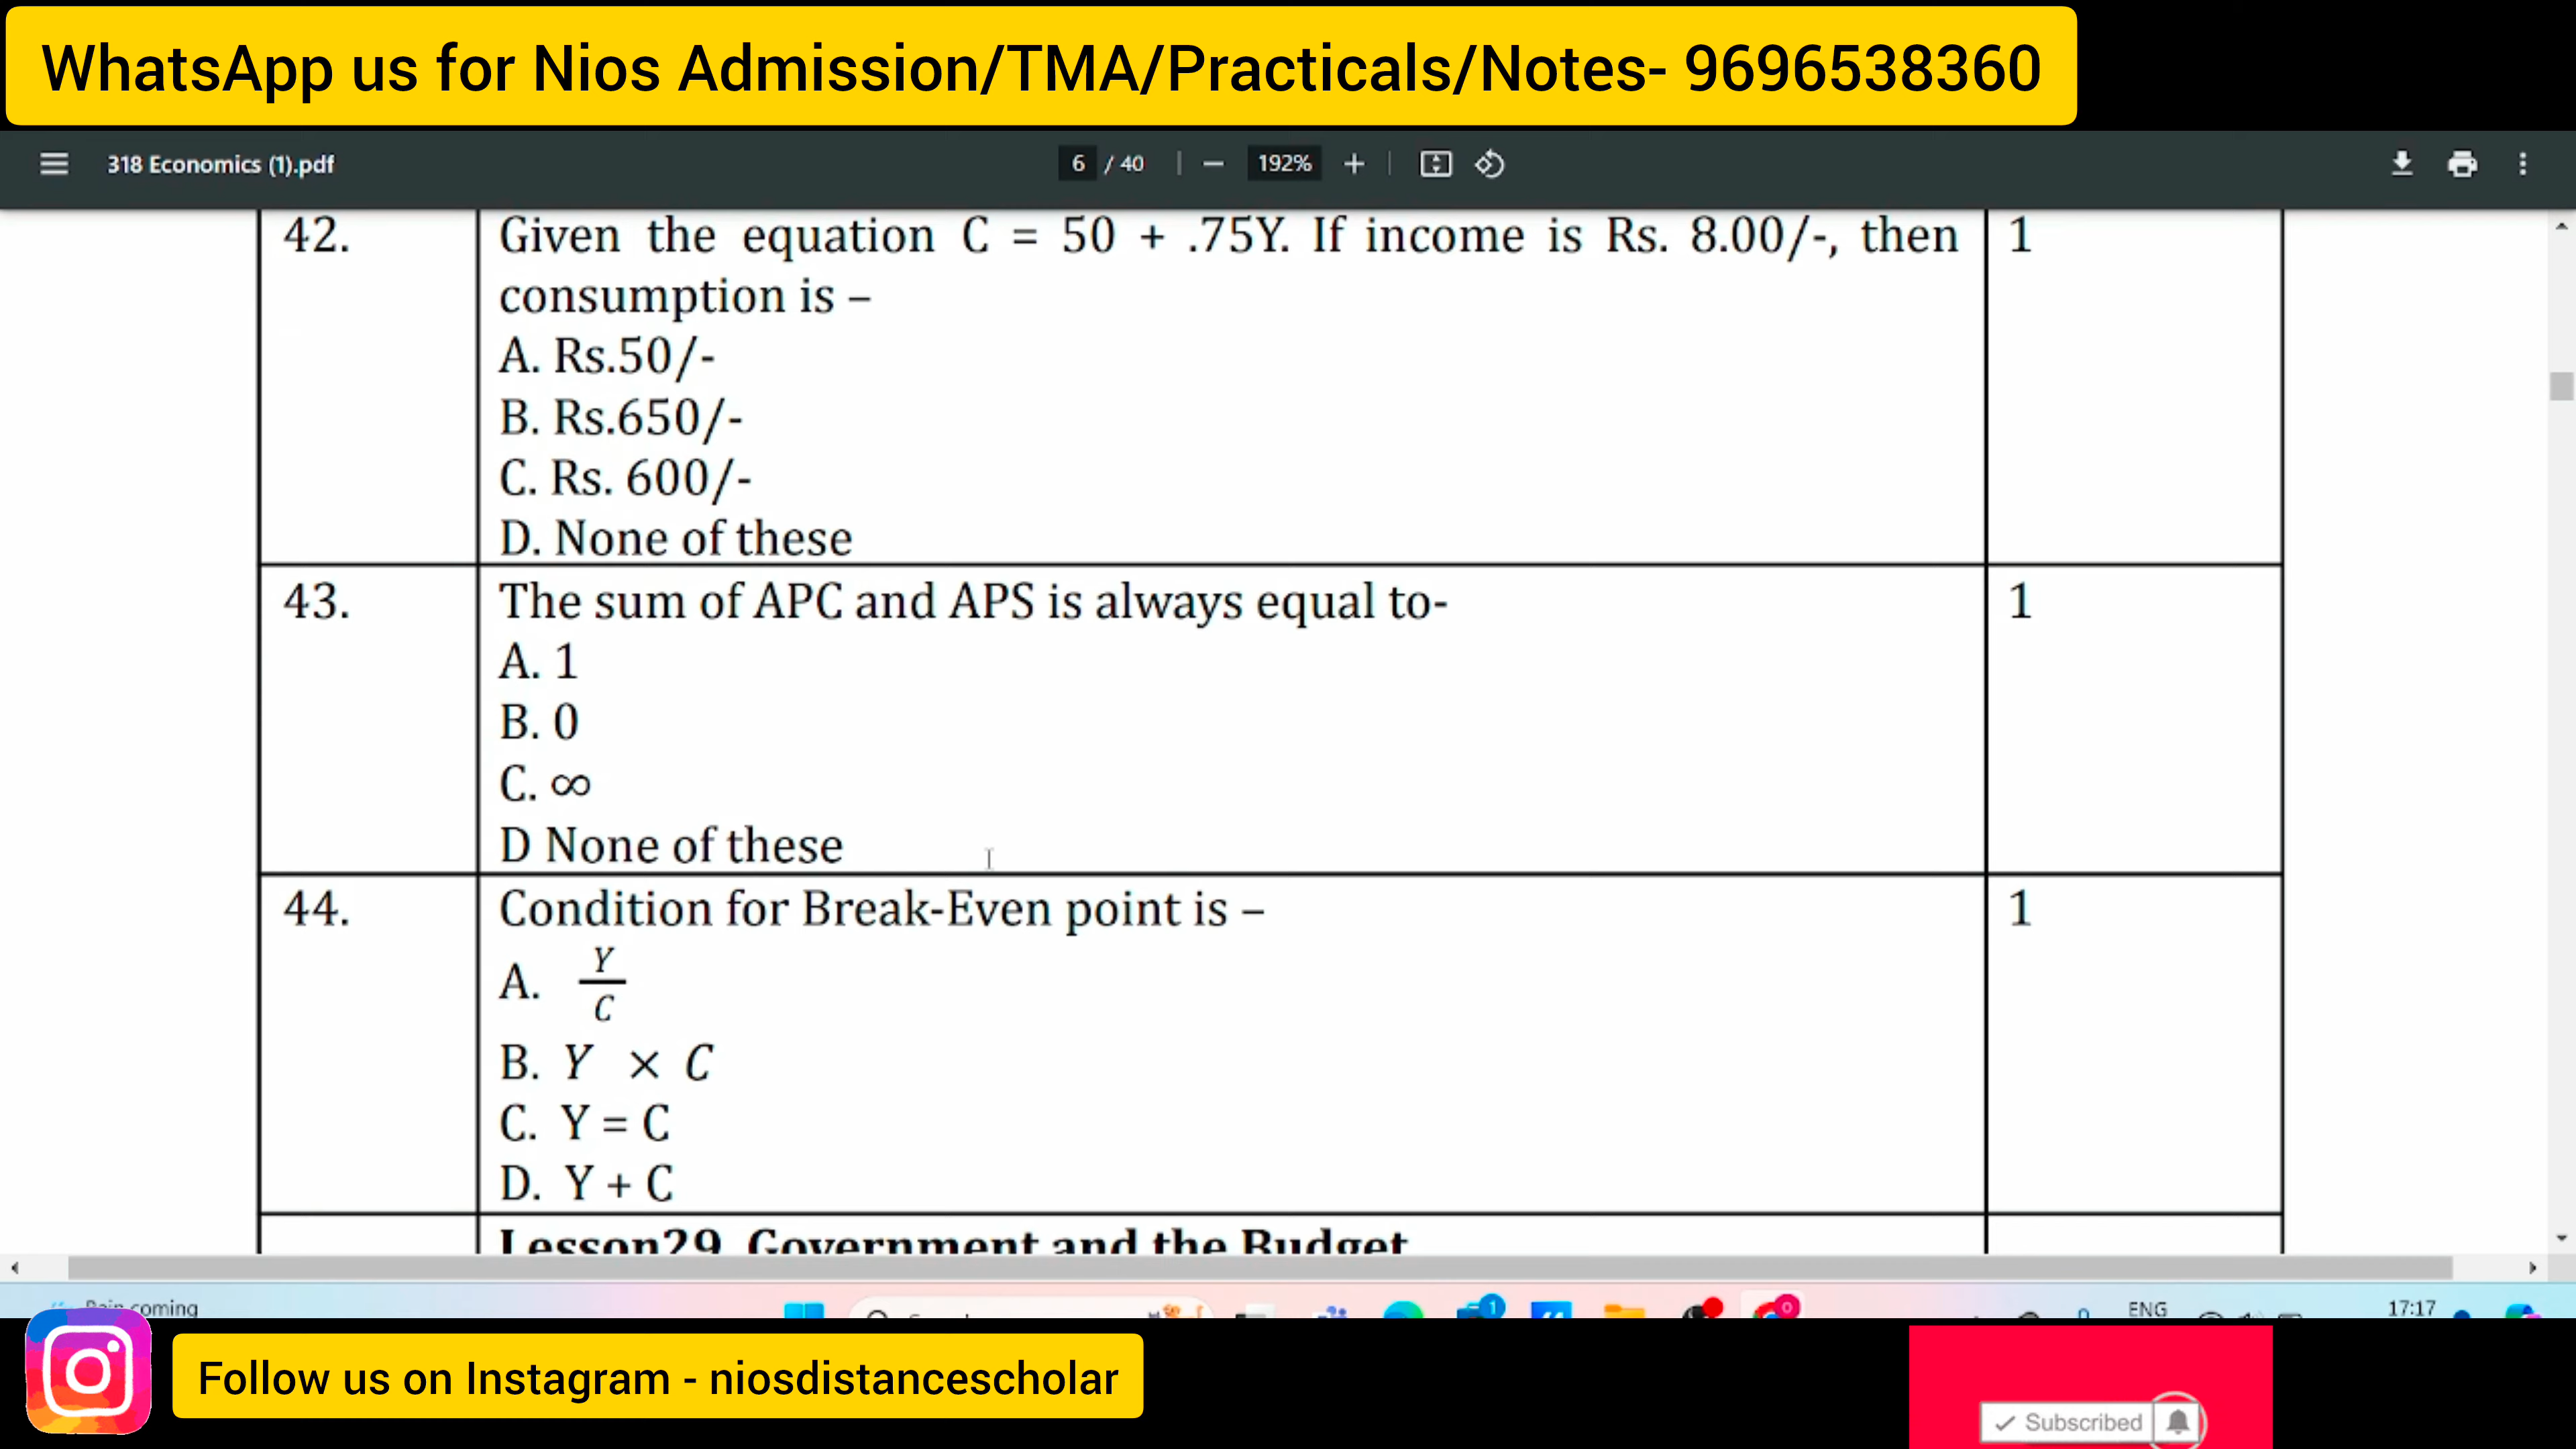 WhatsApp us for Nios Admission/TMA/Practicals/Notes- 9696538360
318 Economics (1).pdf
6 / 40
192%
42.
Given the equation C = 50 + .75Y. If income is Rs. 8.00/-, then
1
consumption is –
A. Rs.50/-
B. Rs.650/-
C. Rs. 600/-
D. None of these
43.
The sum of APC and APS is always equal to-
1
A. 1
B. 0
C. ∞
D None of these
44.
Condition for Break-Even point is –
1
A. Y/C
B. Y × C
C. Y = C
D. Y + C
Lesson29. Government and the Budget
coming
1
0
ENG
17:17
Follow us on Instagram - niosdistancescholar
Subscribed